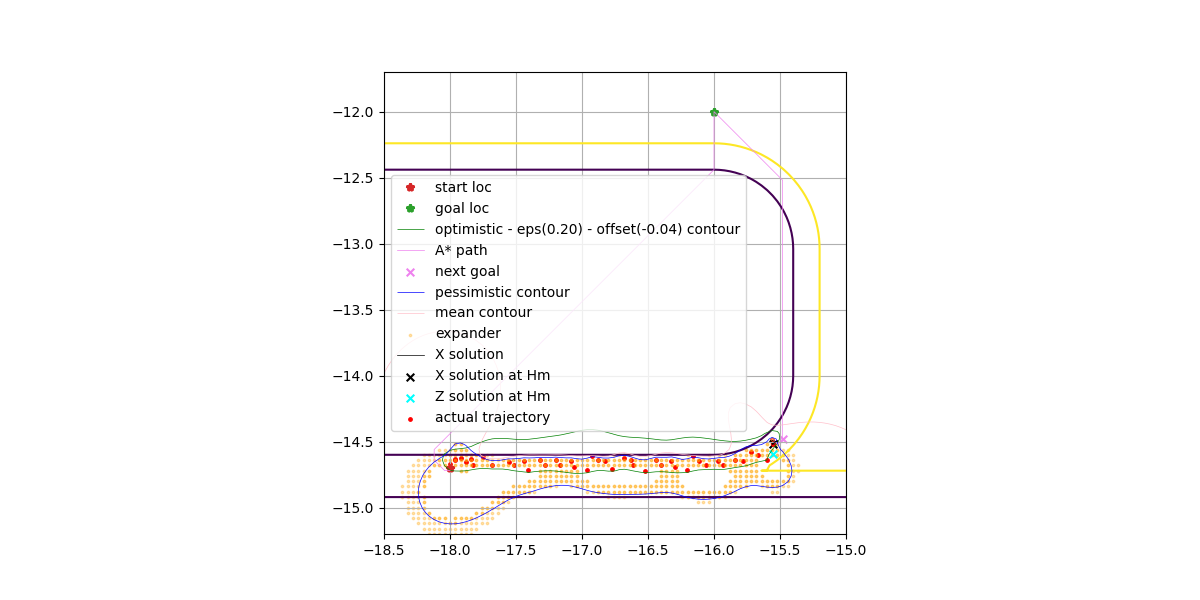 −12.0
−12.5
−13.0
−13.5
−14.0
−14.5
−15.0
start loc
goal loc
optimistic - eps(0.20) - offset(-0.04) contour
A* path
next goal
pessimistic contour
mean contour
expander
X solution
X solution at Hm
Z solution at Hm
actual trajectory
−18.5 −18.0 −17.5 −17.0 −16.5 −16.0 −15.5 −15.0